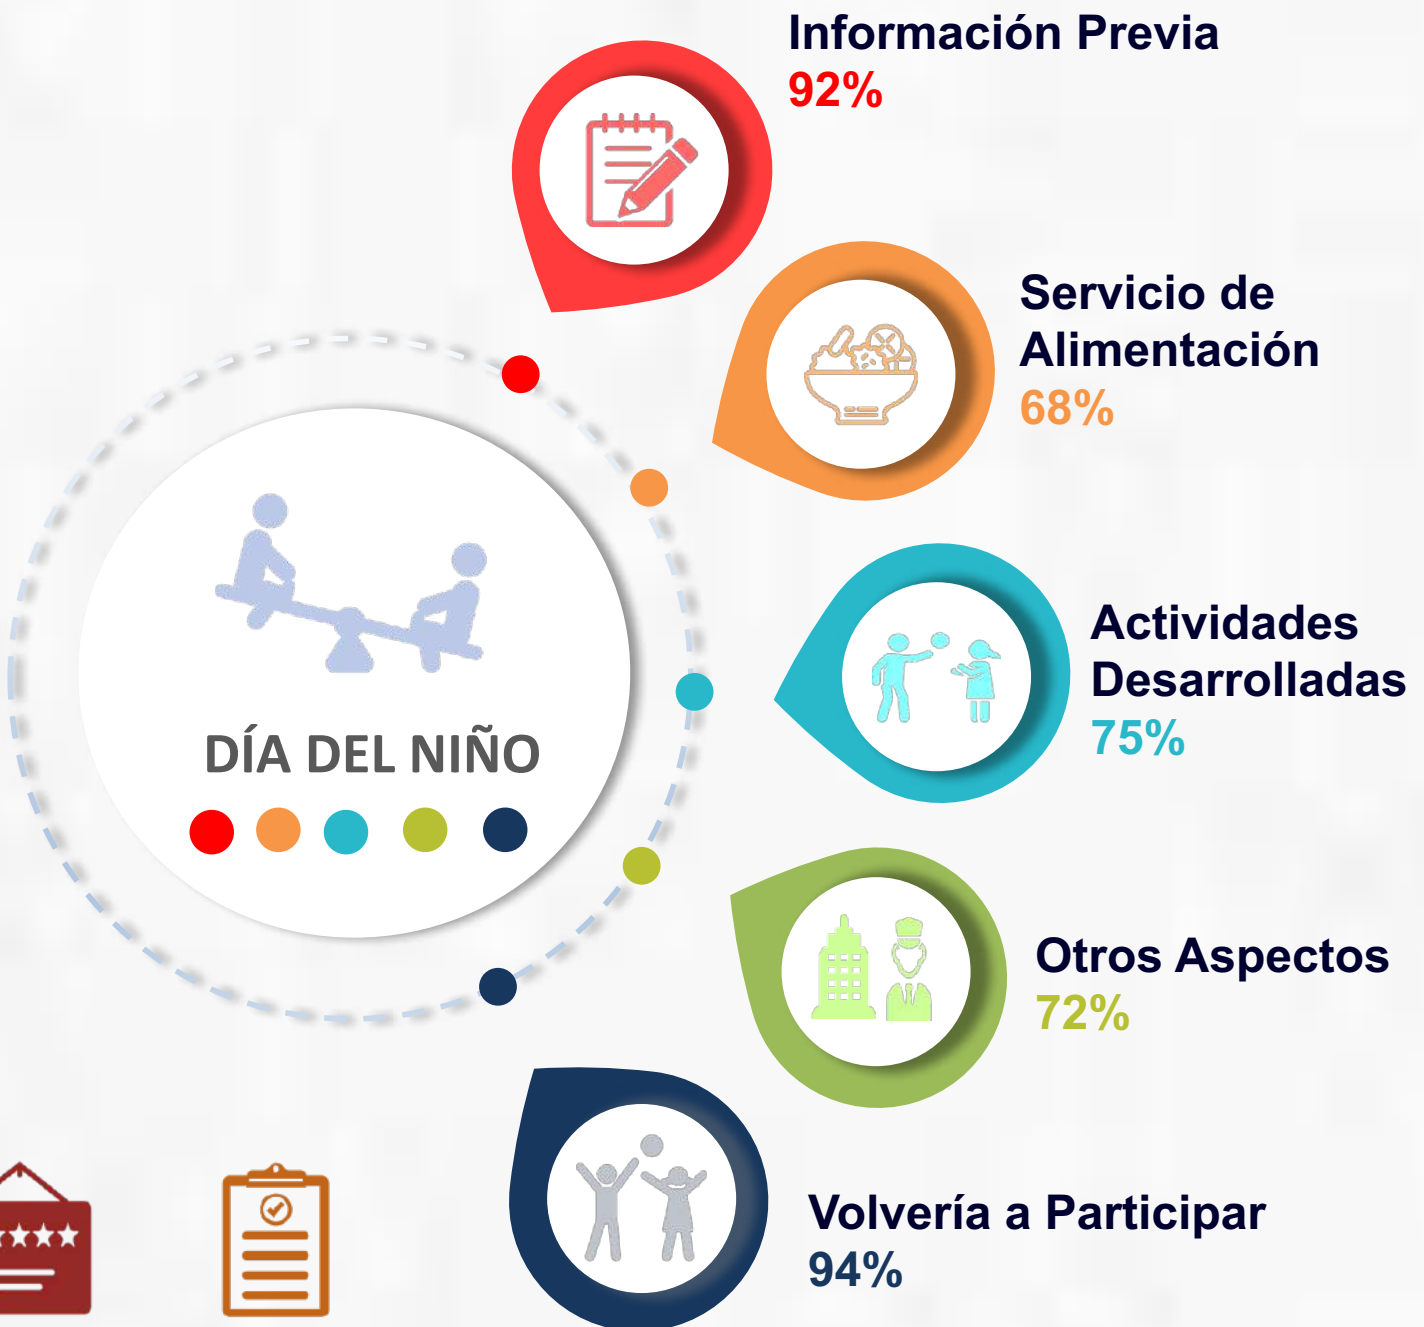 Información Previa
92%
Servicio de
Alimentación
68%
Actividades
Desarrolladas
75%
DÍA DEL NIÑO
Otros Aspectos
72%
Volvería a Participar
94%